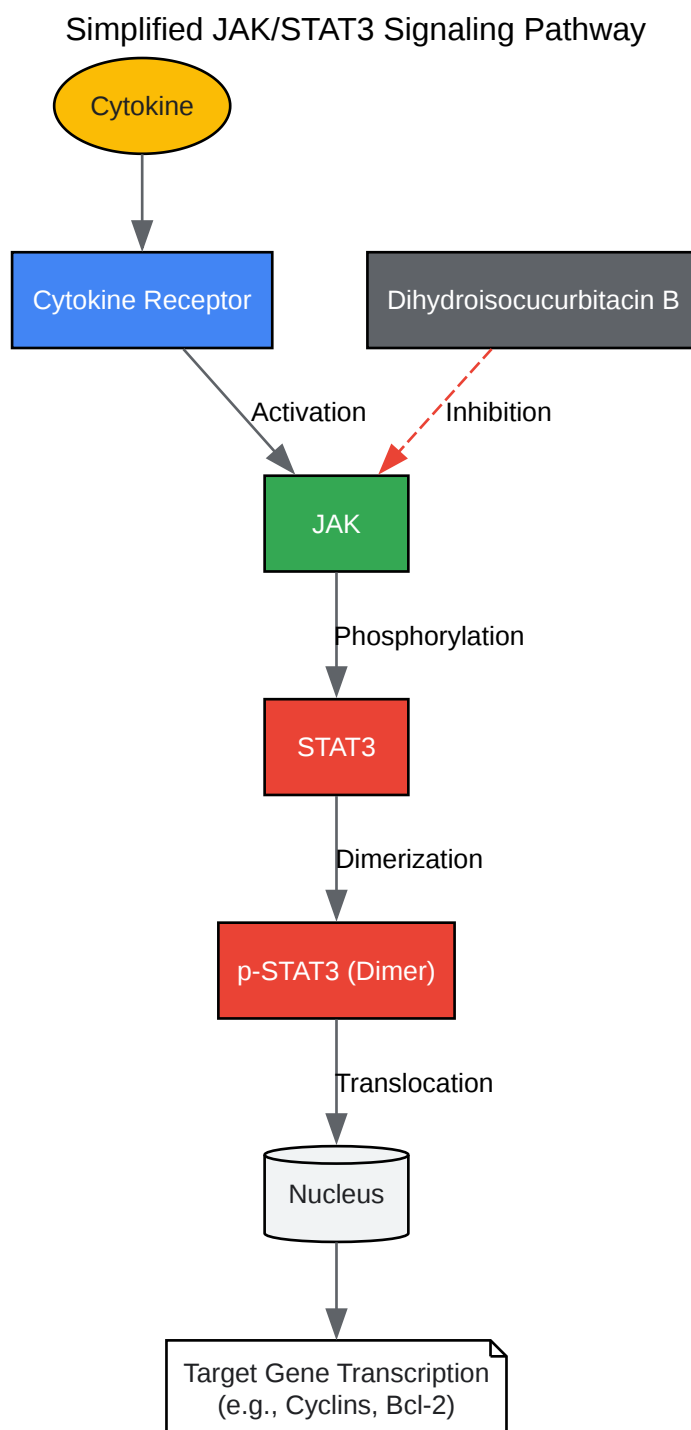 Simplified JAK/STAT3 Signaling Pathway
Cytokine
Cytokine Receptor
Dihydroisocucurbitacin B
Activation
Inhibition
JAK
Phosphorylation
STAT3
Dimerization
p-STAT3 (Dimer)
Translocation
Nucleus
Target Gene Transcription
(e.g., Cyclins, Bcl-2)